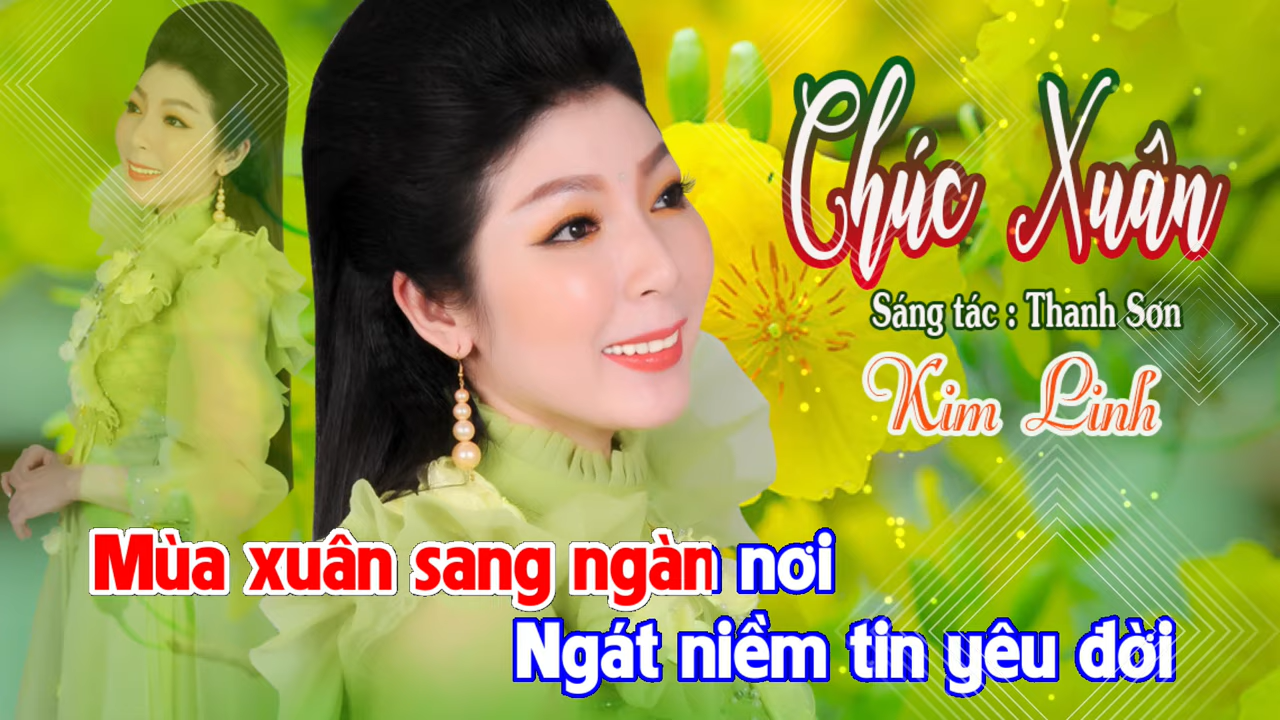 Chúc Xuân
Sáng tác : Thanh Sơn
Kim Linh
Mùa xuân sang ngàn nơi
Ngát niềm tin yêu đời